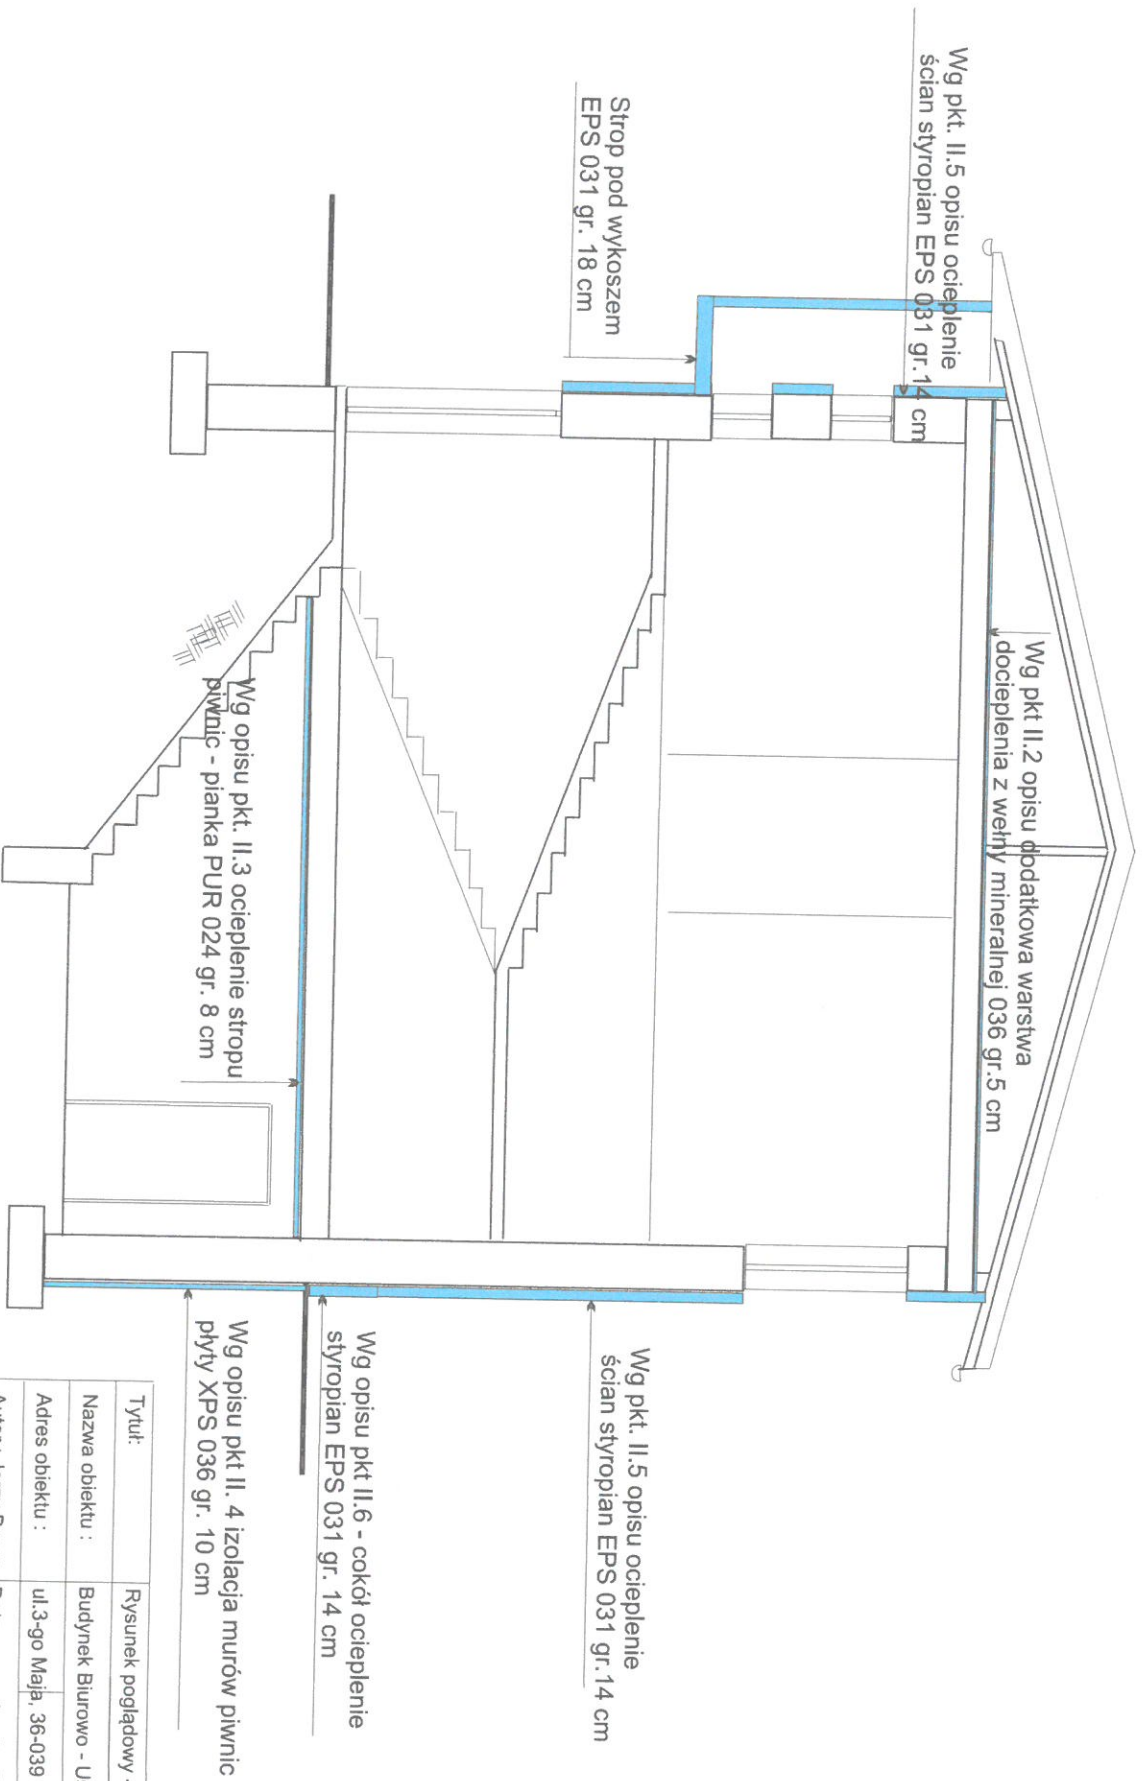 Wg pkt. II.5 opisu ocieplenie
ścian styropian EPS 031 gr.14 cm
Strop pod wykoszem
EPS 031 gr. 18 cm
Wg pkt II.2 opisu dodatkowa warstwa
docieplenia z wełny mineralnej 036 gr.5 cm
Wg opisu pkt. II.3 ocieplenie stropu
piwnic - pianka PUR 024 gr. 8 cm
Wg pkt. II.5 opisu ocieplenie
ścian styropian EPS 031 gr.14 cm
Wg opisu pkt II.6 - cokół ocieplenie
styropian EPS 031 gr. 14 cm
Wg opisu pkt II. 4 izolacja murów piwnic
płyty XPS 036 gr. 10 cm
Tytuł: Rysunek poglądowy -
Nazwa obiektu : Budynek Biurowo - U
Adres obiektu : ul.3-go Maja, 36-039